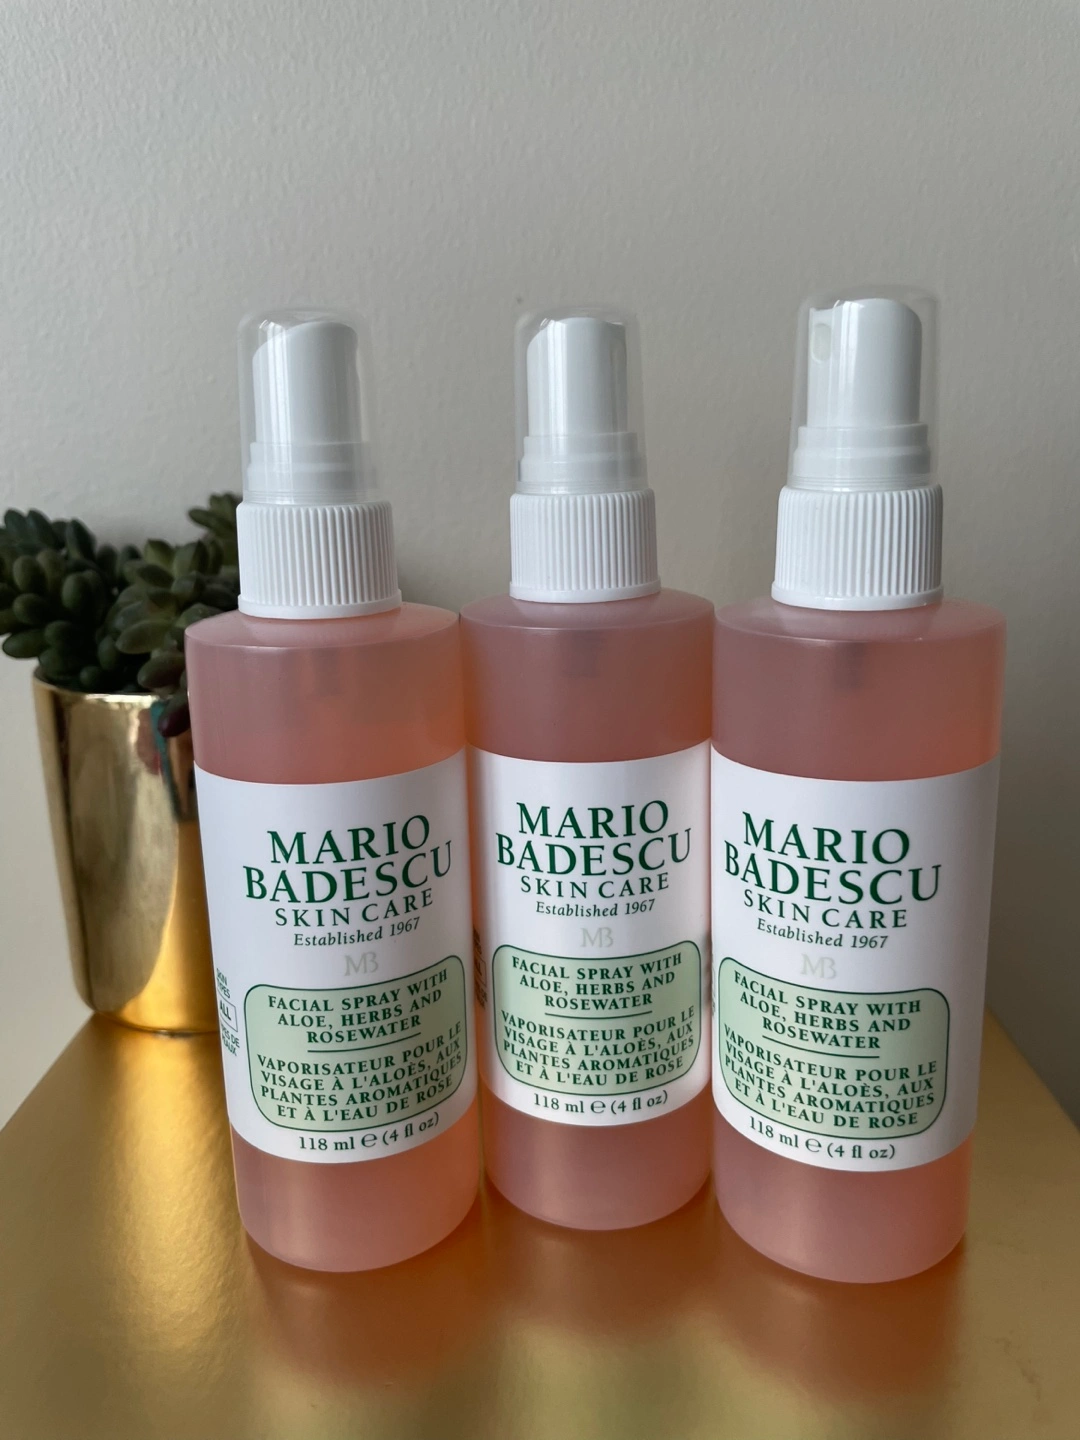 MARIO
BADESCU
SKIN CARE
Established 1967
MB
FACIAL SPRAY WITH
ALOE, HERBS AND
ROSEWATER
VAPORISATEUR POUR LE
VISAGE À L'ALOÈS, AUX
PLANTES AROMATIQUES
ET À L'EAU DE ROSE
118 ml ℮ (4 fl oz)
SKIN
TYPES
ALL
MARIO
BADESCU
SKIN CARE
Established 1967
MB
FACIAL SPRAY WITH
ALOE, HERBS AND
ROSEWATER
VAPORISATEUR POUR LE
VISAGE À L'ALOÈS, AUX
PLANTES AROMATIQUES
ET À L'EAU DE ROSE
118 ml ℮ (4 fl oz)
MARIO
BADESCU
SKIN CARE
Established 1967
MB
FACIAL SPRAY WITH
ALOE, HERBS AND
ROSEWATER
VAPORISATEUR POUR LE
VISAGE À L'ALOÈS, AUX
PLANTES AROMATIQUES
ET À L'EAU DE ROSE
118 ml ℮ (4 fl oz)